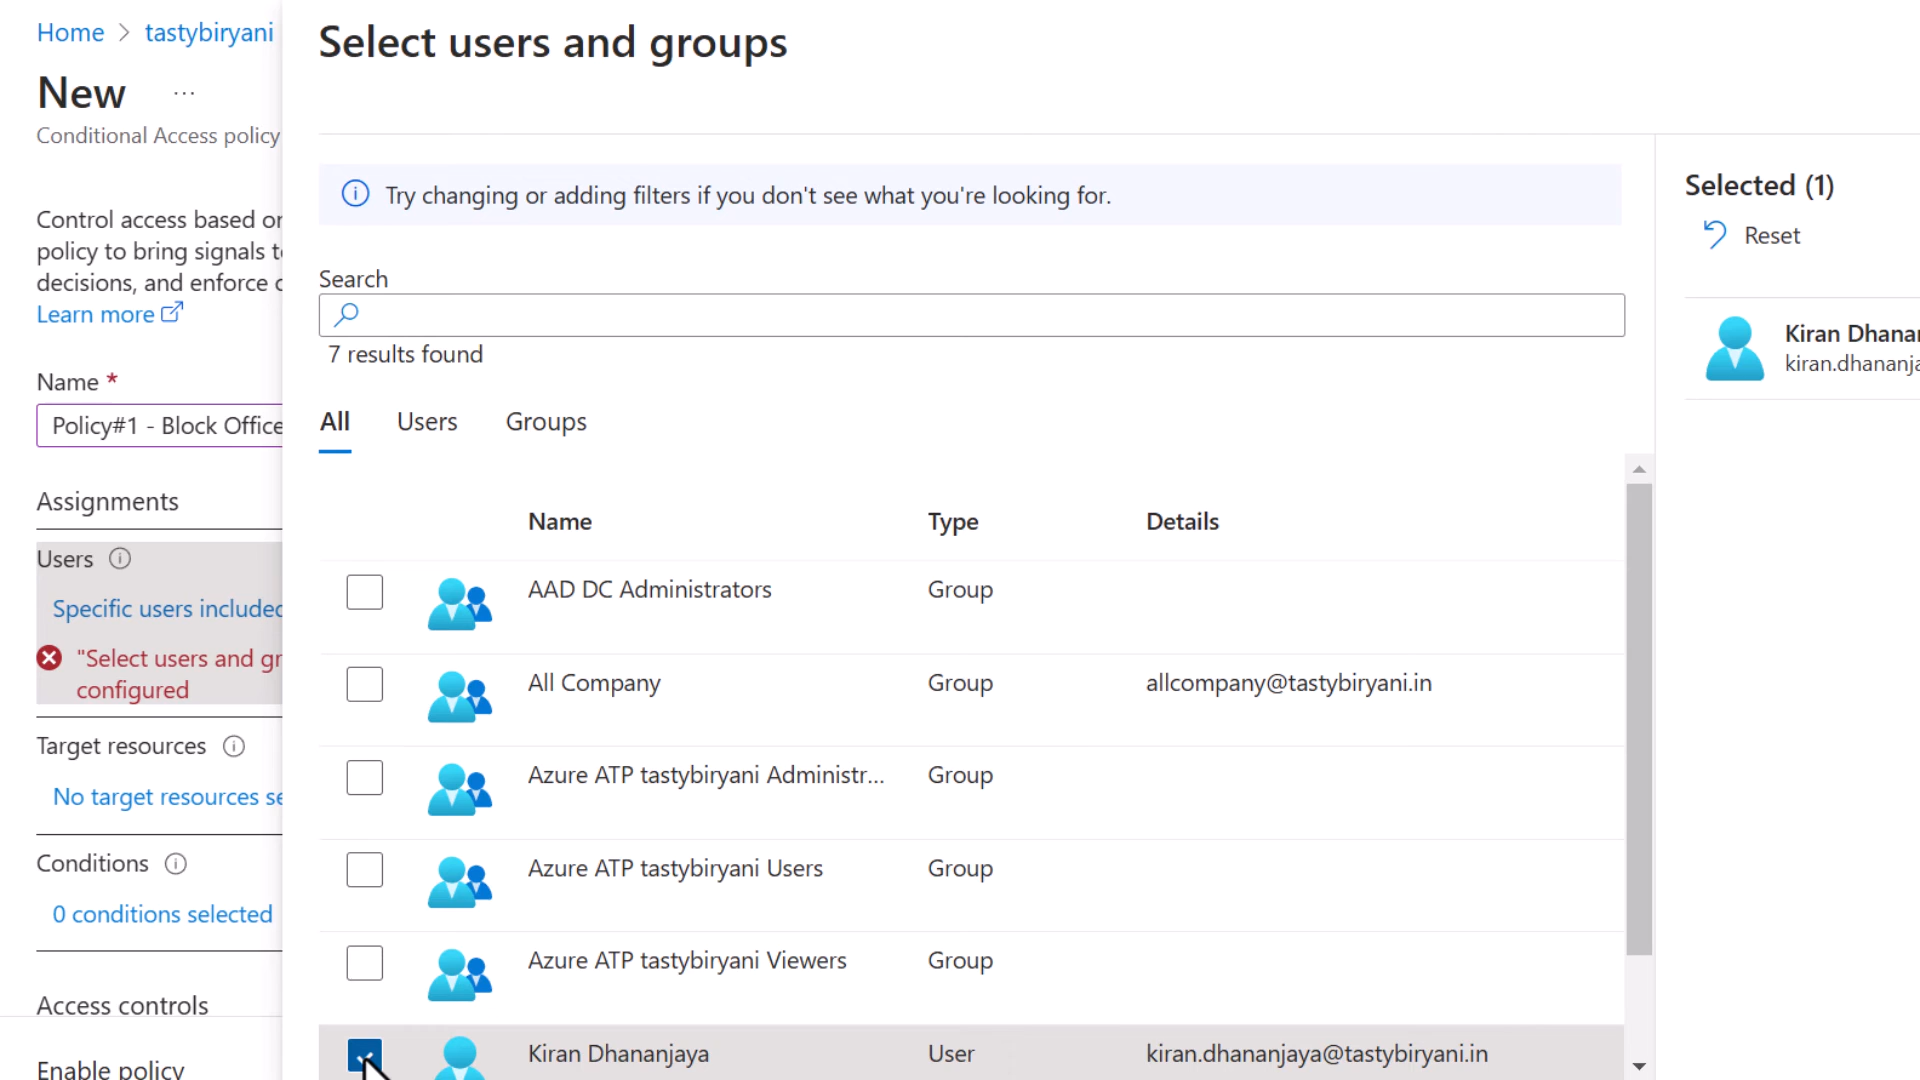 Home > tastybiryani
New ...
Conditional Access policy
Control access based or
policy to bring signals t
decisions, and enforce c
Learn more
Name *
Policy#1 - Block Office
Assignments
Users
Specific users included
"Select users and gr
configured
Target resources
No target resources se
Conditions
0 conditions selected
Access controls
Enable policy
Select users and groups
Try changing or adding filters if you don't see what you're looking for.
Search
7 results found
All Users Groups
Name Type Details
AAD DC Administrators Group
All Company Group allcompany@tastybiryani.in
Azure ATP tastybiryani Administr... Group
Azure ATP tastybiryani Users Group
Azure ATP tastybiryani Viewers Group
Kiran Dhananjaya User kiran.dhananjaya@tastybiryani.in
Selected (1)
Reset
Kiran Dhanan
kiran.dhananja